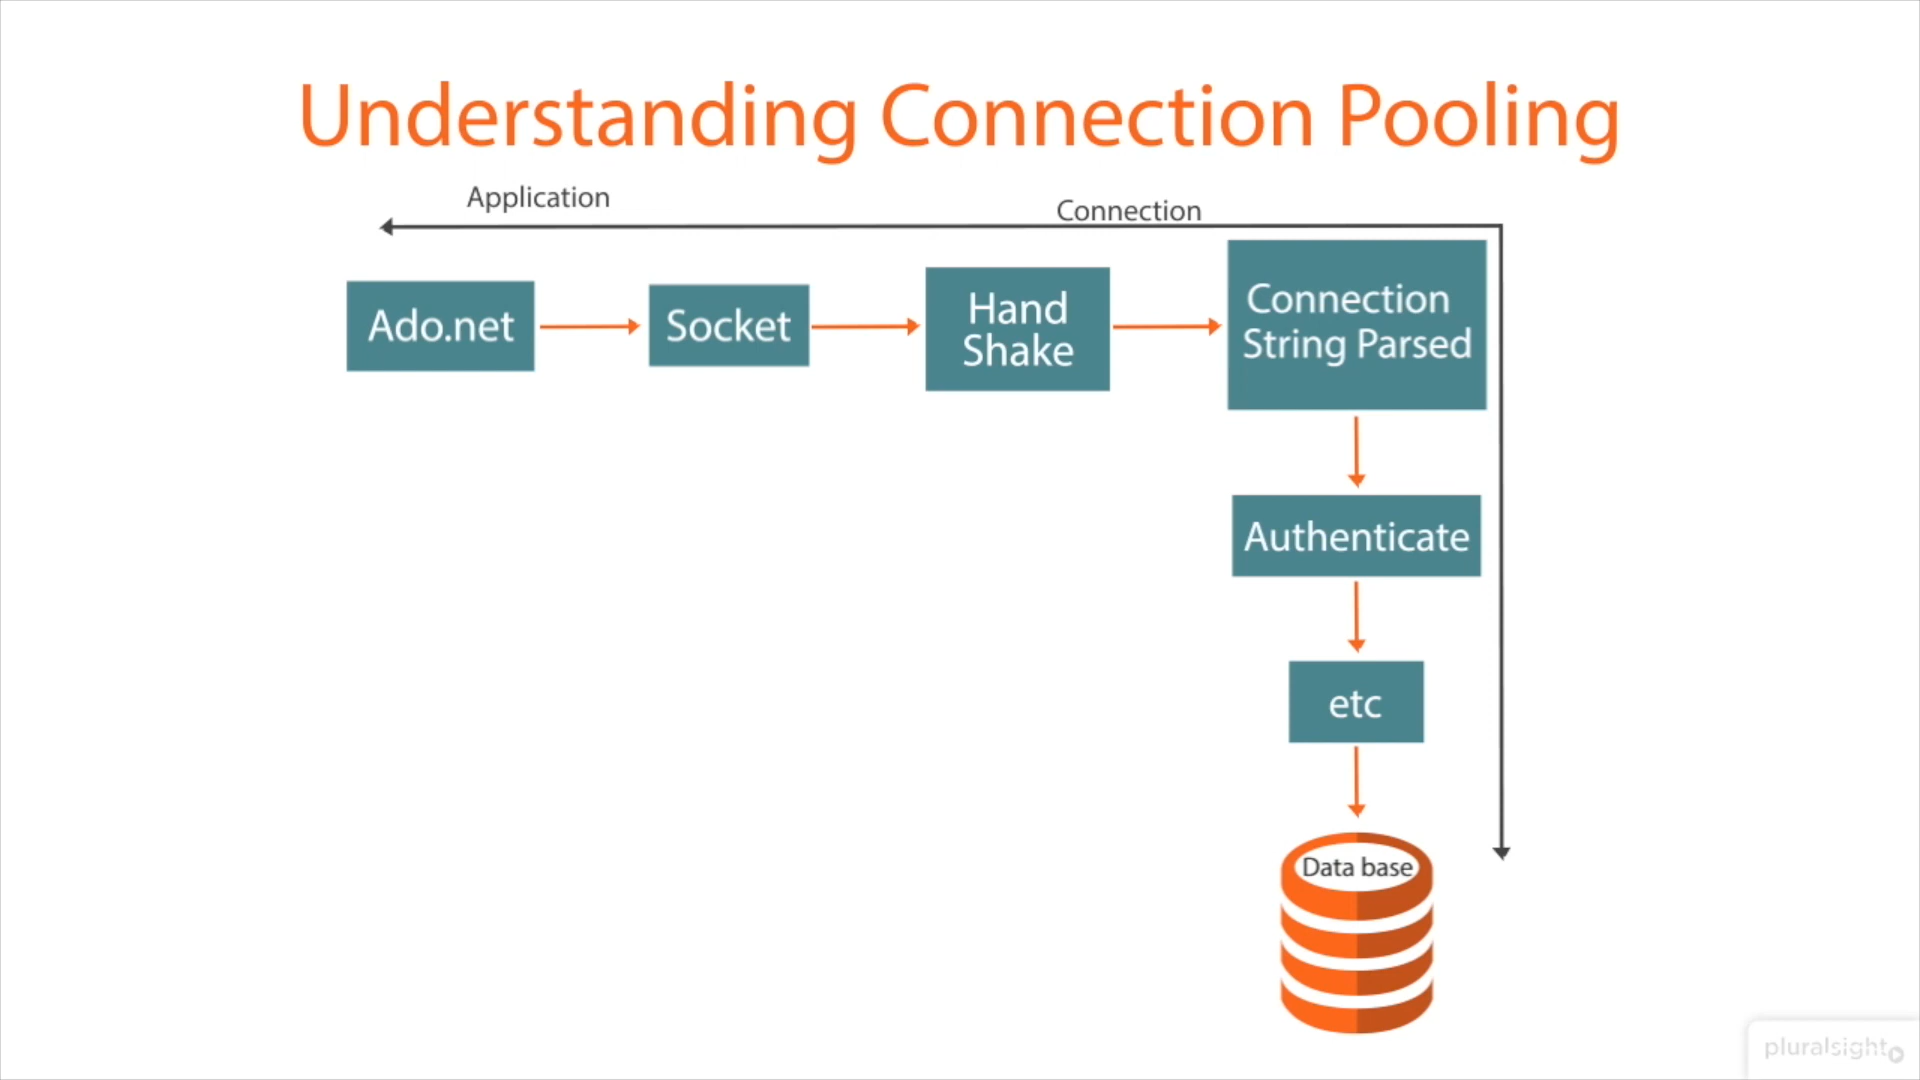 Understanding Connection Pooling
Application
Connection
Ado.net
Socket
Hand
Shake
Connection
String Parsed
Authenticate
etc
Data base
pluralsight